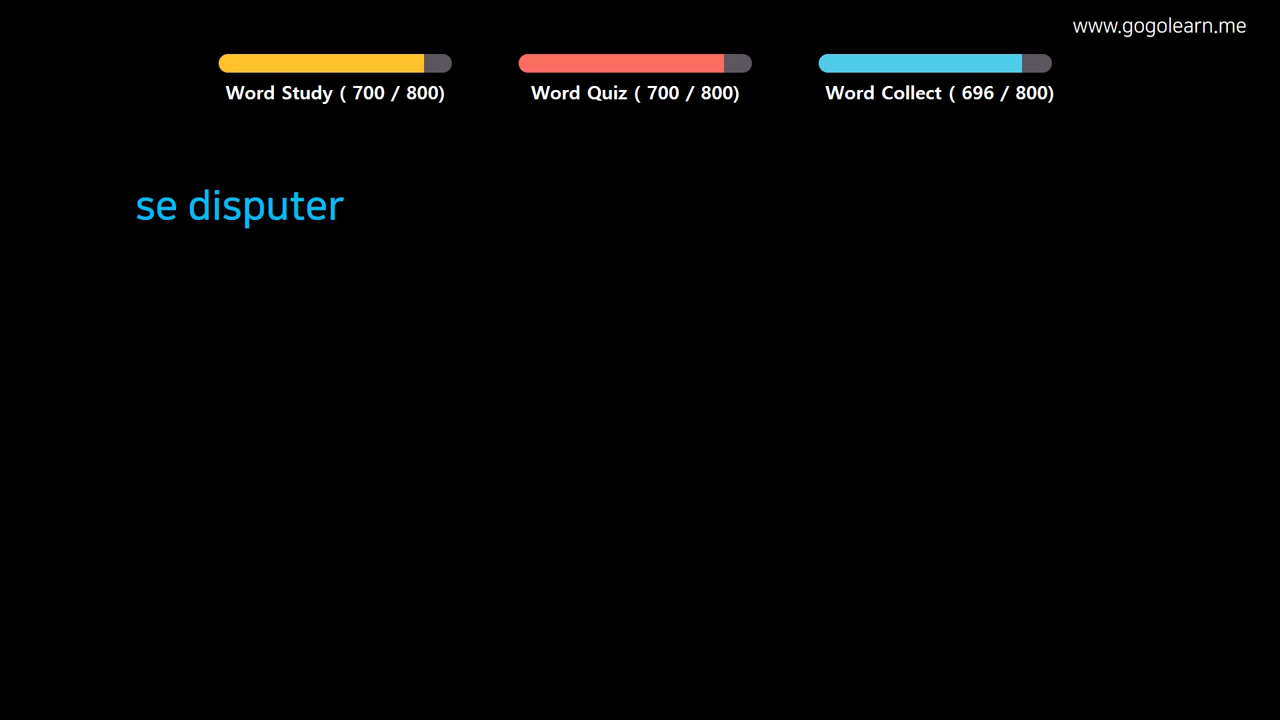 www.gogolearn.me
Word Study ( 700 / 800)
Word Quiz ( 700 / 800)
Word Collect ( 696 / 800)
se disputer